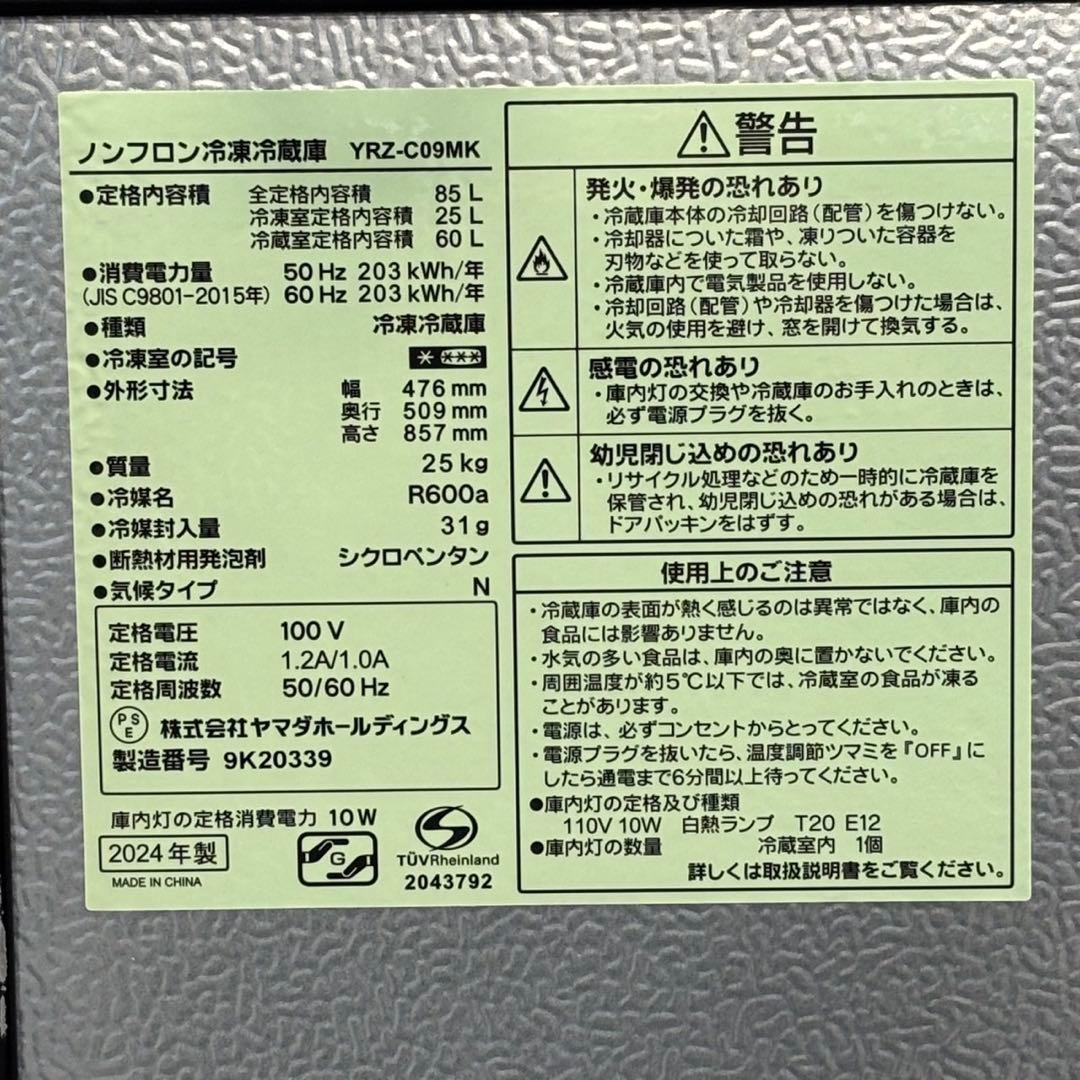 ノンフロン冷凍冷蔵庫 YRZ-C09MK
●定格内容積 全定格内容積 85 L
冷凍室定格内容積 25 L
冷蔵室定格内容積 60 L
●消費電力量 50 Hz 203 kWh/年
(JIS C9801-2015年) 60 Hz 203 kWh/年
●種類 冷凍冷蔵庫
●冷凍室の記号 * ***
●外形寸法 幅 476 mm
奥行 509 mm
高さ 857 mm
●質量 25 kg
●冷媒名 R600a
●冷媒封入量 31 g
●断熱材用発泡剤 シクロペンタン
●気候タイプ N
定格電圧 100 V
定格電流 1.2A/1.0A
定格周波数 50/60 Hz
PSE 株式会社ヤマダホールディングス
製造番号 9K20339
庫内灯の定格消費電力 10 W
2024 年製
MADE IN CHINA
G
TÜVRheinland
2043792
警告
発火・爆発の恐れあり
・冷蔵庫本体の冷却回路(配管)を傷つけない。
・冷却器についた霜や、凍りついた容器を
刃物などを使って取らない。
・冷蔵庫内で電気製品を使用しない。
・冷却回路(配管)や冷却器を傷つけた場合は、
火気の使用を避け、窓を開けて換気する。
感電の恐れあり
・庫内灯の交換や冷蔵庫のお手入れのときは、
必ず電源プラグを抜く。
幼児閉じ込めの恐れあり
・リサイクル処理などのため一時的に冷蔵庫を
保管され、幼児閉じ込めの恐れがある場合は、
ドアパッキンをはずす。
使用上のご注意
・冷蔵庫の表面が熱く感じるのは異常ではなく、庫内の
食品には影響ありません。
・水気の多い食品は、庫内の奥に置かないでください。
・周囲温度が約5℃以下では、冷蔵室の食品が凍る
ことがあります。
・電源は、必ずコンセントからとってください。
・電源プラグを抜いたら、温度調節ツマミを『OFF』に
したら通電まで6分間以上待ってください。
●庫内灯の定格及び種類
110V 10W 白熱ランプ T20 E12
●庫内灯の数量 冷蔵室内 1個
詳しくは取扱説明書をご覧ください。